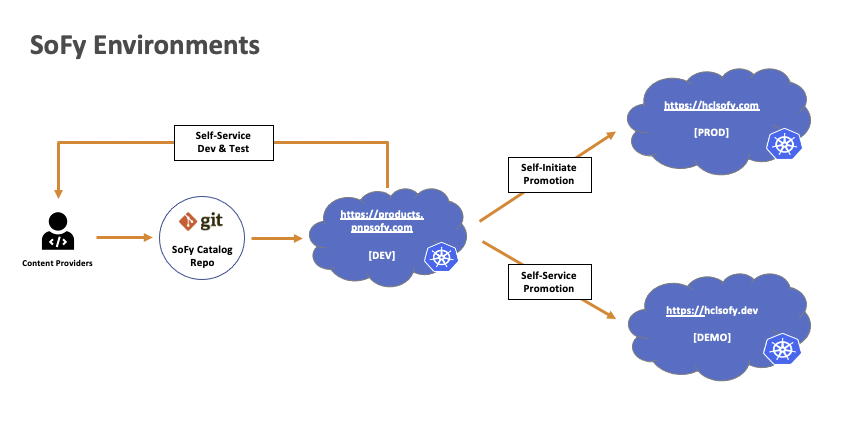 SoFy Environments
Self-Service
Dev & Test
Content Providers
git
SoFy Catalog
Repo
https://products.
pnpsofy.com
[DEV]
Self-Initiate
Promotion
https://hclsofy.com
[PROD]
Self-Service
Promotion
https://hclsofy.dev
[DEMO]